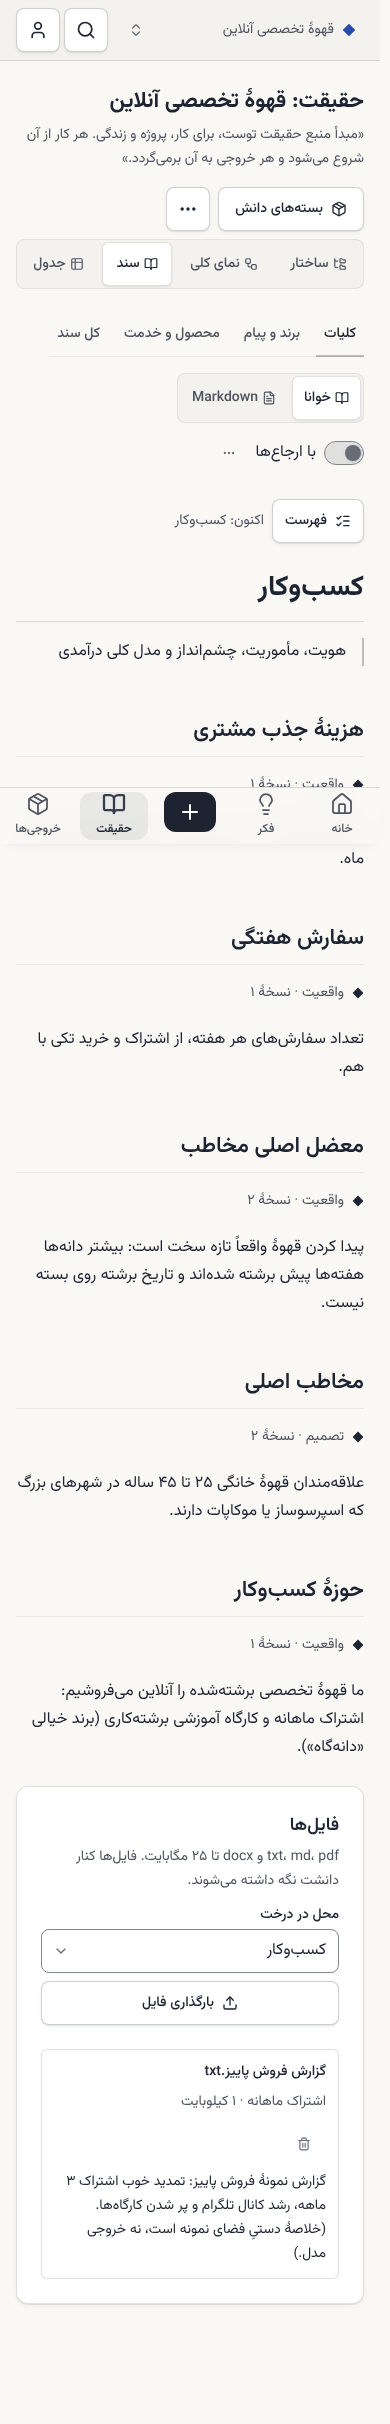 قهوهٔ تخصصی آنلاین
حقیقت: قهوهٔ تخصصی آنلاین
«مبدأ منبع حقیقت توست، برای کار، پروژه و زندگی. هر کار از آن
شروع می‌شود و هر خروجی به آن برمی‌گردد.»
بسته‌های دانش
ساختار
نمای کلی
سند
جدول
کلیات
برند و پیام
محصول و خدمت
کل سند
خوانا
Markdown
با ارجاع‌ها
فهرست
اکنون: کسب‌وکار
کسب‌وکار
هویت، مأموریت، چشم‌انداز و مدل کلی درآمدی
هزینهٔ جذب مشتری
واقعیت · نسخهٔ ۱
خانه
فکر
حقیقت
خروجی‌ها
ماه.
سفارش هفتگی
واقعیت · نسخهٔ ۱
تعداد سفارش‌های هر هفته، از اشتراک و خرید تکی با
هم.
معضل اصلی مخاطب
واقعیت · نسخهٔ ۲
پیدا کردن قهوهٔ واقعاً تازه سخت است: بیشتر دانه‌ها
هفته‌ها پیش برشته شده‌اند و تاریخ برشته روی بسته
نیست.
مخاطب اصلی
تصمیم · نسخهٔ ۲
علاقه‌مندان قهوهٔ خانگی ۲۵ تا ۴۵ ساله در شهرهای بزرگ
که اسپرسوساز یا موکاپات دارند.
حوزهٔ کسب‌وکار
واقعیت · نسخهٔ ۱
ما قهوهٔ تخصصی برشته‌شده را آنلاین می‌فروشیم:
اشتراک ماهانه و کارگاه آموزشی برشته‌کاری (برند خیالی
«دانه‌گاه»).
فایل‌ها
txt، md، pdf و docx تا ۲۵ مگابایت. فایل‌ها کنار
دانشت نگه داشته می‌شوند.
محل در درخت
کسب‌وکار
بارگذاری فایل
گزارش فروش پاییز.txt
اشتراک ماهانه · ۱ کیلوبایت
گزارش نمونهٔ فروش پاییز: تمدید خوب اشتراک ۳
ماهه، رشد کانال تلگرام و پر شدن کارگاه‌ها.
(خلاصهٔ دستیِ فضای نمونه است، نه خروجی
مدل.)